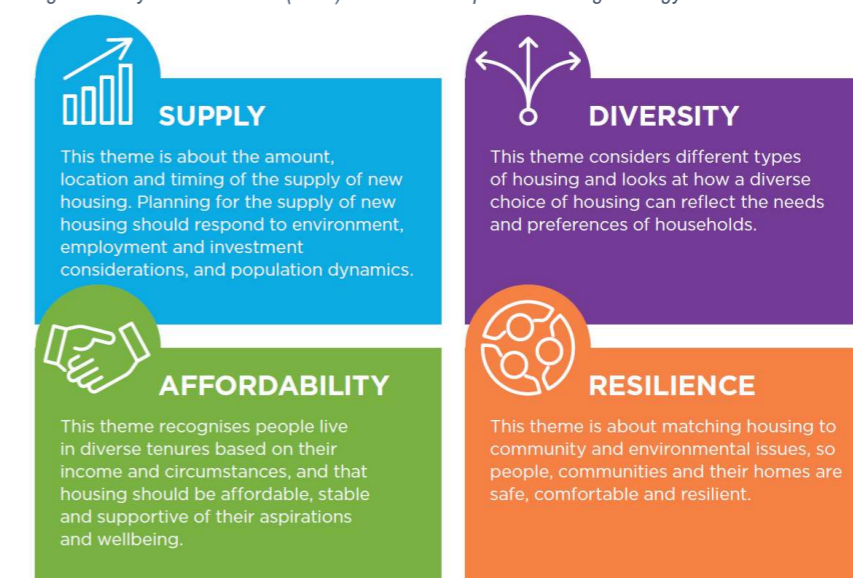 SUPPLY
This theme is about the amount,
location and timing of the supply of new
housing. Planning for the supply of new
housing should respond to environment,
employment and investment
considerations, and population dynamics.
DIVERSITY
This theme considers different types
of housing and looks at how a diverse
choice of housing can reflect the needs
and preferences of households.
AFFORDABILITY
This theme recognises people live
in diverse tenures based on their
income and circumstances, and that
housing should be affordable, stable
and supportive of their aspirations
and wellbeing.
RESILIENCE
This theme is about matching housing to
community and environmental issues, so
people, communities and their homes are
safe, comfortable and resilient.